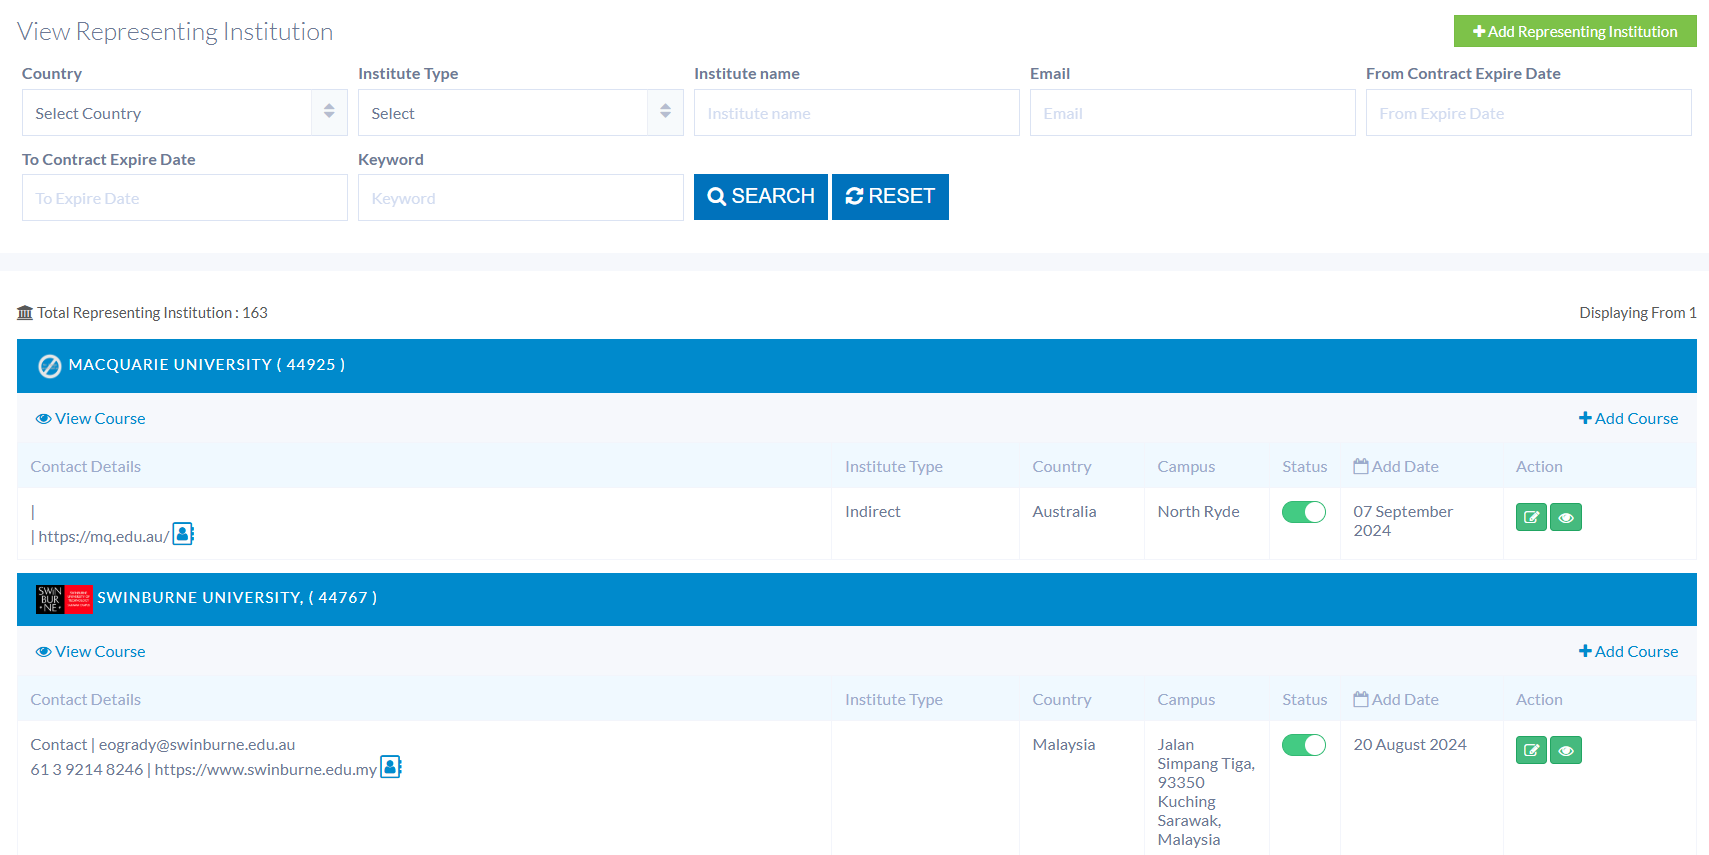 View Representing Institution
Add Representing Institution
Country
Institute Type
Institute name
Email
From Contract Expire Date
Select Country
Select
Institute name
Email
From Expire Date
To Contract Expire Date
Keyword
To Expire Date
Keyword
SEARCH
RESET
Total Representing Institution : 163
Displaying From 1
MACQUARIE UNIVERSITY ( 44925 )
View Course
Add Course
Contact Details
Institute Type
Country
Campus
Status
Add Date
Action
|
| https://mq.edu.au/
Indirect
Australia
North Ryde
07 September
2024
SWIN
BUR
• NE •
SWINBURNE UNIVERSITY, ( 44767 )
View Course
Add Course
Contact Details
Institute Type
Country
Campus
Status
Add Date
Action
Contact | eogrady@swinburne.edu.au
61 3 9214 8246 | https://www.swinburne.edu.my
Malaysia
Jalan
Simpang Tiga,
93350
Kuching
Sarawak,
Malaysia
20 August 2024